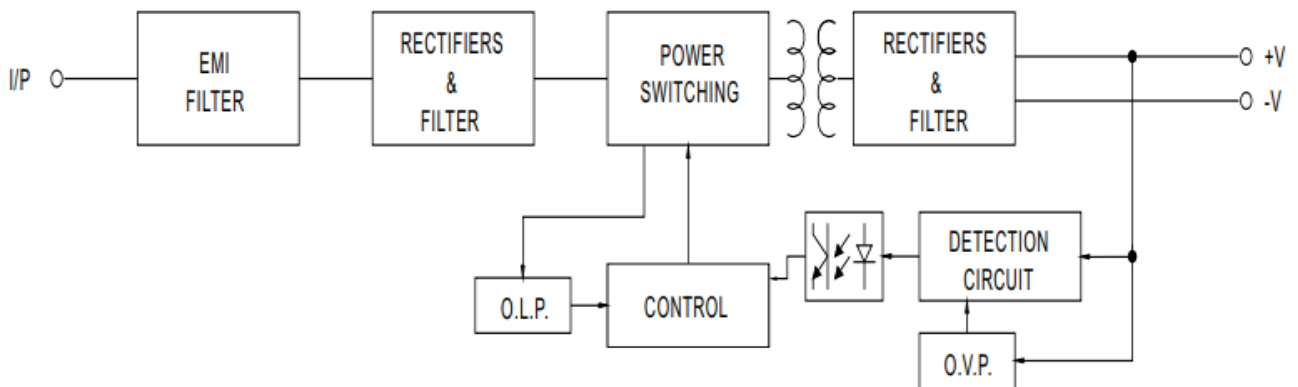 I/P
EMI
FILTER
RECTIFIERS
&
FILTER
POWER
SWITCHING
RECTIFIERS
&
FILTER
+V
-V
O.L.P.
CONTROL
DETECTION
CIRCUIT
O.V.P.